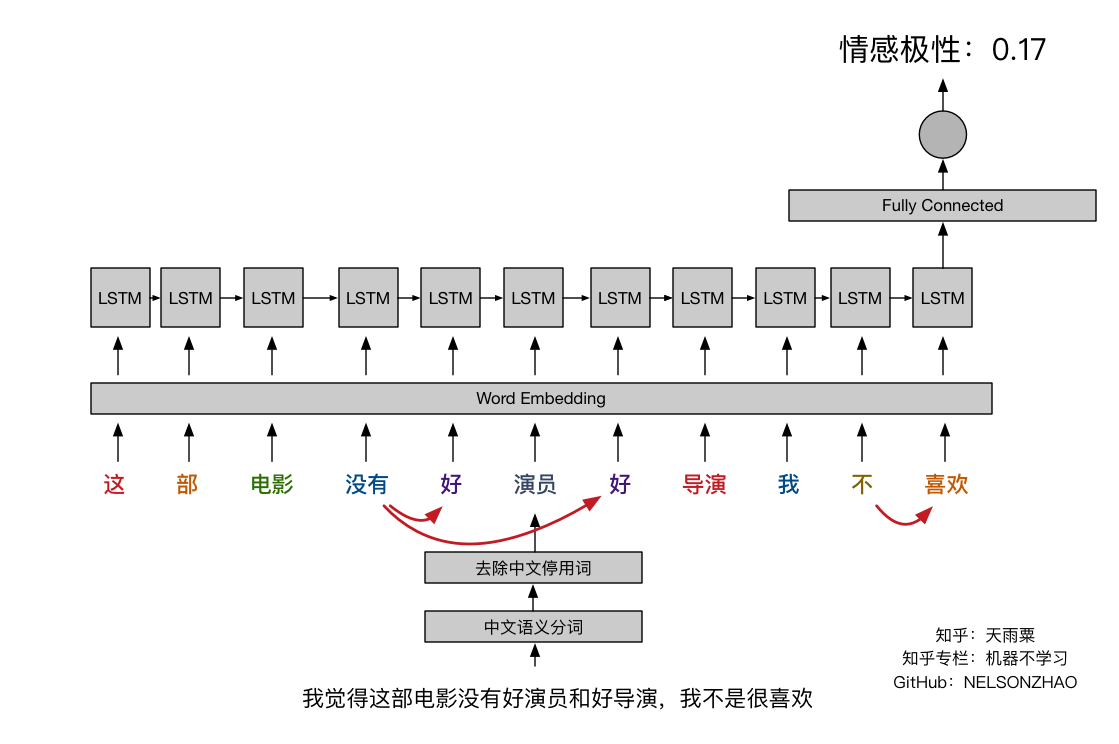 情感极性：0.17
Fully Connected
LSTM LSTM LSTM LSTM LSTM LSTM LSTM LSTM LSTM LSTM LSTM
Word Embedding
这 部 电影 没有 好 演员 好 导演 我 不 喜欢
去除中文停用词
中文语义分词
我觉得这部电影没有好演员和好导演，我不是很喜欢
知乎：天雨粟
知乎专栏：机器不学习
GitHub：NELSONZHAO